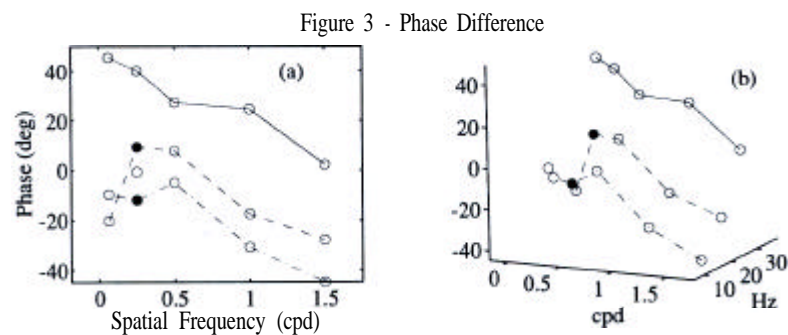 Figure 3 - Phase Difference
(a)
Phase (deg)
40
20
0
-20
-40
0 0.5 1 1.5
Spatial Frequency (cpd)
(b)
40
20
0
-20
-40
0 0.5 1 1.5
cpd
10 20 30
Hz